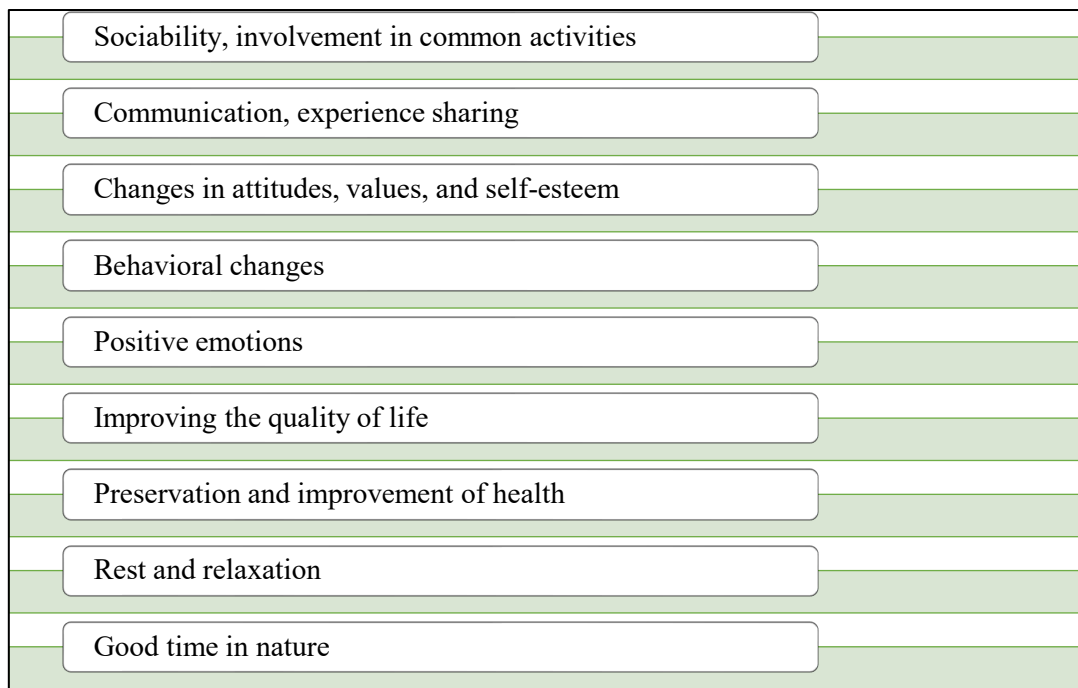 Sociability, involvement in common activities
Communication, experience sharing
Changes in attitudes, values, and self-esteem
Behavioral changes
Positive emotions
Improving the quality of life
Preservation and improvement of health
Rest and relaxation
Good time in nature